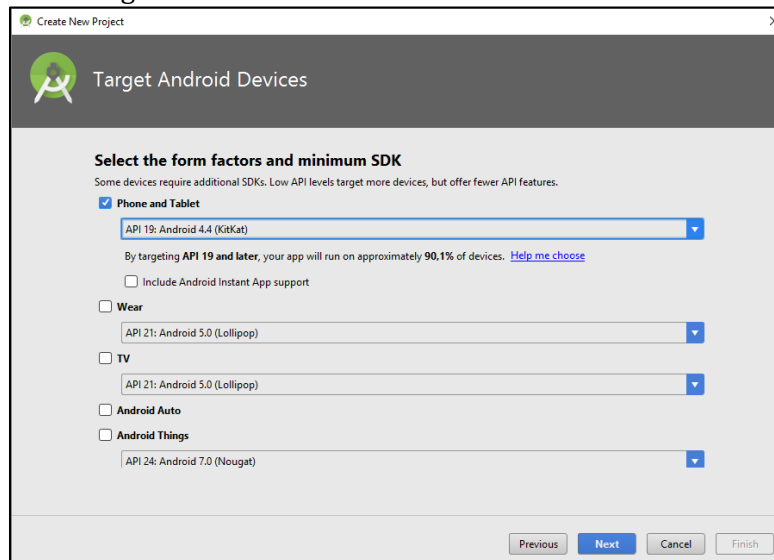 Create New Project
Target Android Devices
Select the form factors and minimum SDK
Some devices require additional SDKs. Low API levels target more devices, but offer fewer API features.
Phone and Tablet
API 19: Android 4.4 (KitKat)
By targeting API 19 and later, your app will run on approximately 90,1% of devices. Help me choose
Include Android Instant App support
Wear
API 21: Android 5.0 (Lollipop)
TV
API 21: Android 5.0 (Lollipop)
Android Auto
Android Things
API 24: Android 7.0 (Nougat)
Previous Next Cancel Finish